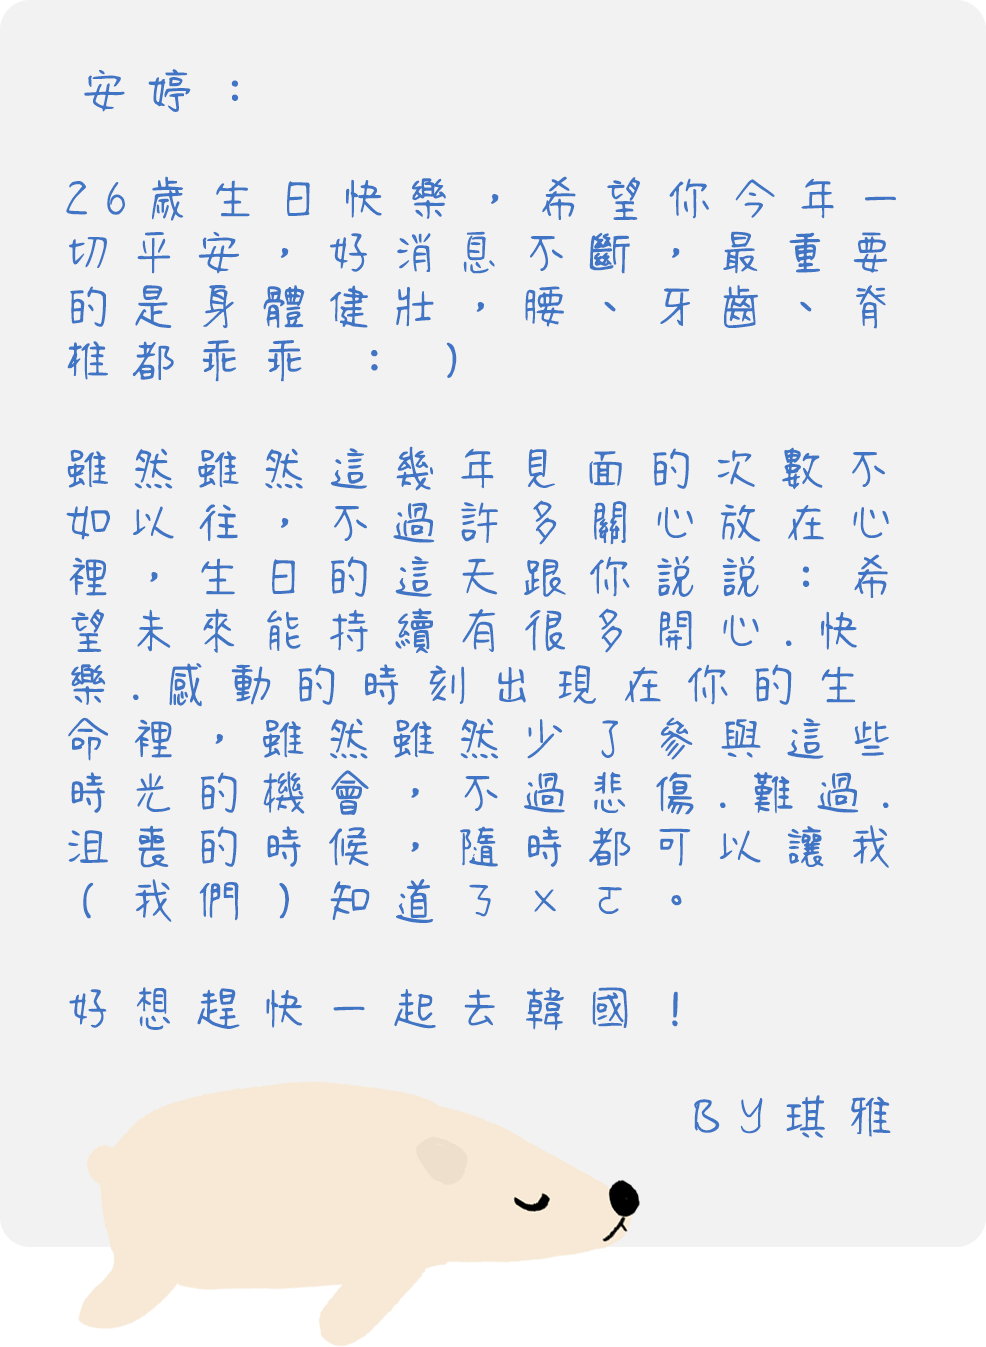 安婷：
26歲生日快樂，希望你今年一
切平安，好消息不斷，最重要
的是身體健壯，腰、牙齒、脊
椎都乖乖 ：)
雖然雖然這幾年見面的次數不
如以往，不過許多關心放在心
裡，生日的這天跟你說說：希
望未來能持續有很多開心.快
樂.感動的時刻出現在你的生
命裡，雖然雖然少了參與這些
時光的機會，不過悲傷.難過.
沮喪的時候，隨時都可以讓我
(我們)知道ㄋㄨㄛ。
好想趕快一起去韓國!
BY琪雅